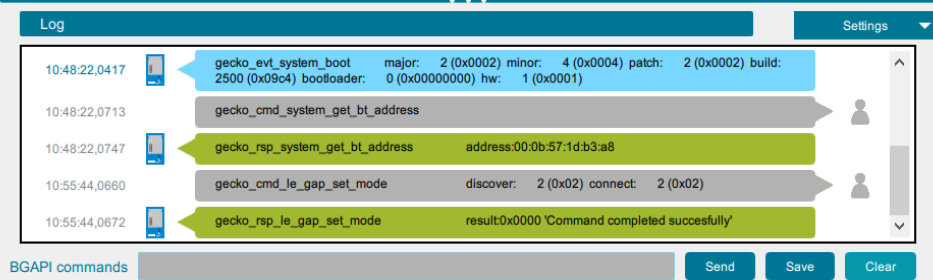 Log
Settings
10:48:22,0417 gecko_evt_system_boot major: 2 (0x0002) minor: 4 (0x0004) patch: 2 (0x0002) build:
2500 (0x09c4) bootloader: 0 (0x00000000) hw: 1 (0x0001)
10:48:22,0713 gecko_cmd_system_get_bt_address
10:48:22,0747 gecko_rsp_system_get_bt_address address:00:0b:57:1d:b3:a8
10:55:44,0660 gecko_cmd_le_gap_set_mode discover: 2 (0x02) connect: 2 (0x02)
10:55:44,0672 gecko_rsp_le_gap_set_mode result:0x0000 'Command completed succesfully'
BGAPI commands Send Save Clear